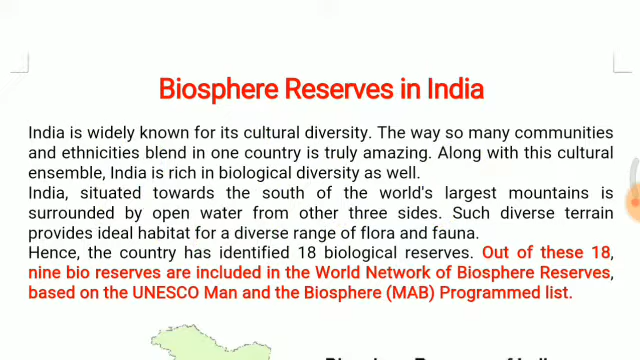 Biosphere Reserves in India
India is widely known for its cultural diversity. The way so many communities
and ethnicities blend in one country is truly amazing. Along with this cultural
ensemble, India is rich in biological diversity as well.
India, situated towards the south of the world's largest mountains is
surrounded by open water from other three sides. Such diverse terrain
provides ideal habitat for a diverse range of flora and fauna.
Hence, the country has identified 18 biological reserves. Out of these 18,
nine bio reserves are included in the World Network of Biosphere Reserves,
based on the UNESCO Man and the Biosphere (MAB) Programmed list.